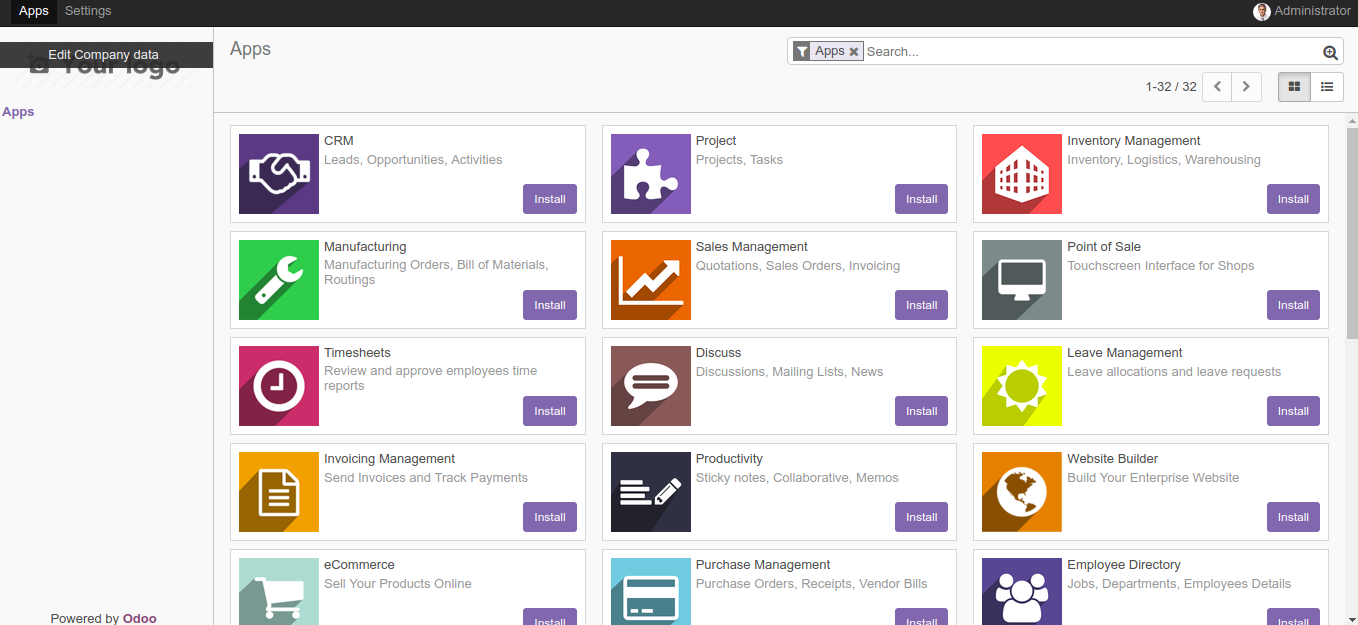 Apps Settings Administrator
Edit Company data
Your logo
Apps
Apps Apps Search...
1-32 / 32
CRM
Leads, Opportunities, Activities
Install
Project
Projects, Tasks
Install
Inventory Management
Inventory, Logistics, Warehousing
Install
Manufacturing
Manufacturing Orders, Bill of Materials,
Routings
Install
Sales Management
Quotations, Sales Orders, Invoicing
Install
Point of Sale
Touchscreen Interface for Shops
Install
Timesheets
Review and approve employees time
reports
Install
Discuss
Discussions, Mailing Lists, News
Install
Leave Management
Leave allocations and leave requests
Install
Invoicing Management
Send Invoices and Track Payments
Install
Productivity
Sticky notes, Collaborative, Memos
Install
Website Builder
Build Your Enterprise Website
Install
eCommerce
Sell Your Products Online
Install
Purchase Management
Purchase Orders, Receipts, Vendor Bills
Install
Employee Directory
Jobs, Departments, Employees Details
Install
Powered by Odoo